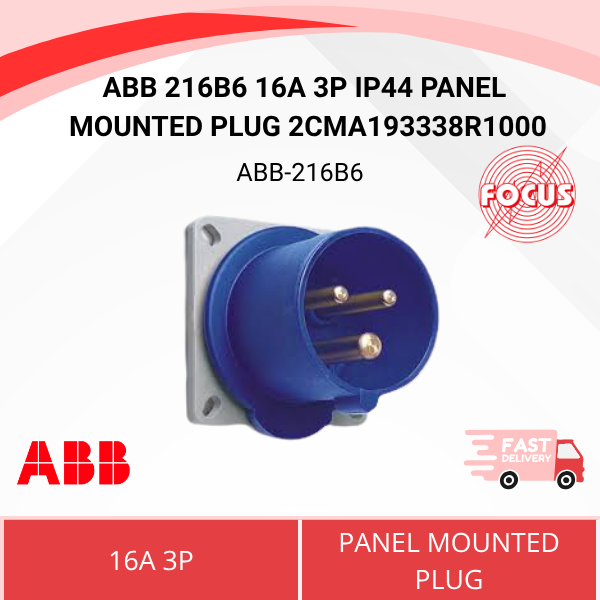 ABB 216B6 16A 3P IP44 PANEL
MOUNTED PLUG 2CMA193338R1000
ABB-216B6
FOCUS
ABB
FAST
DELIVERY
16A 3P
PANEL MOUNTED
PLUG